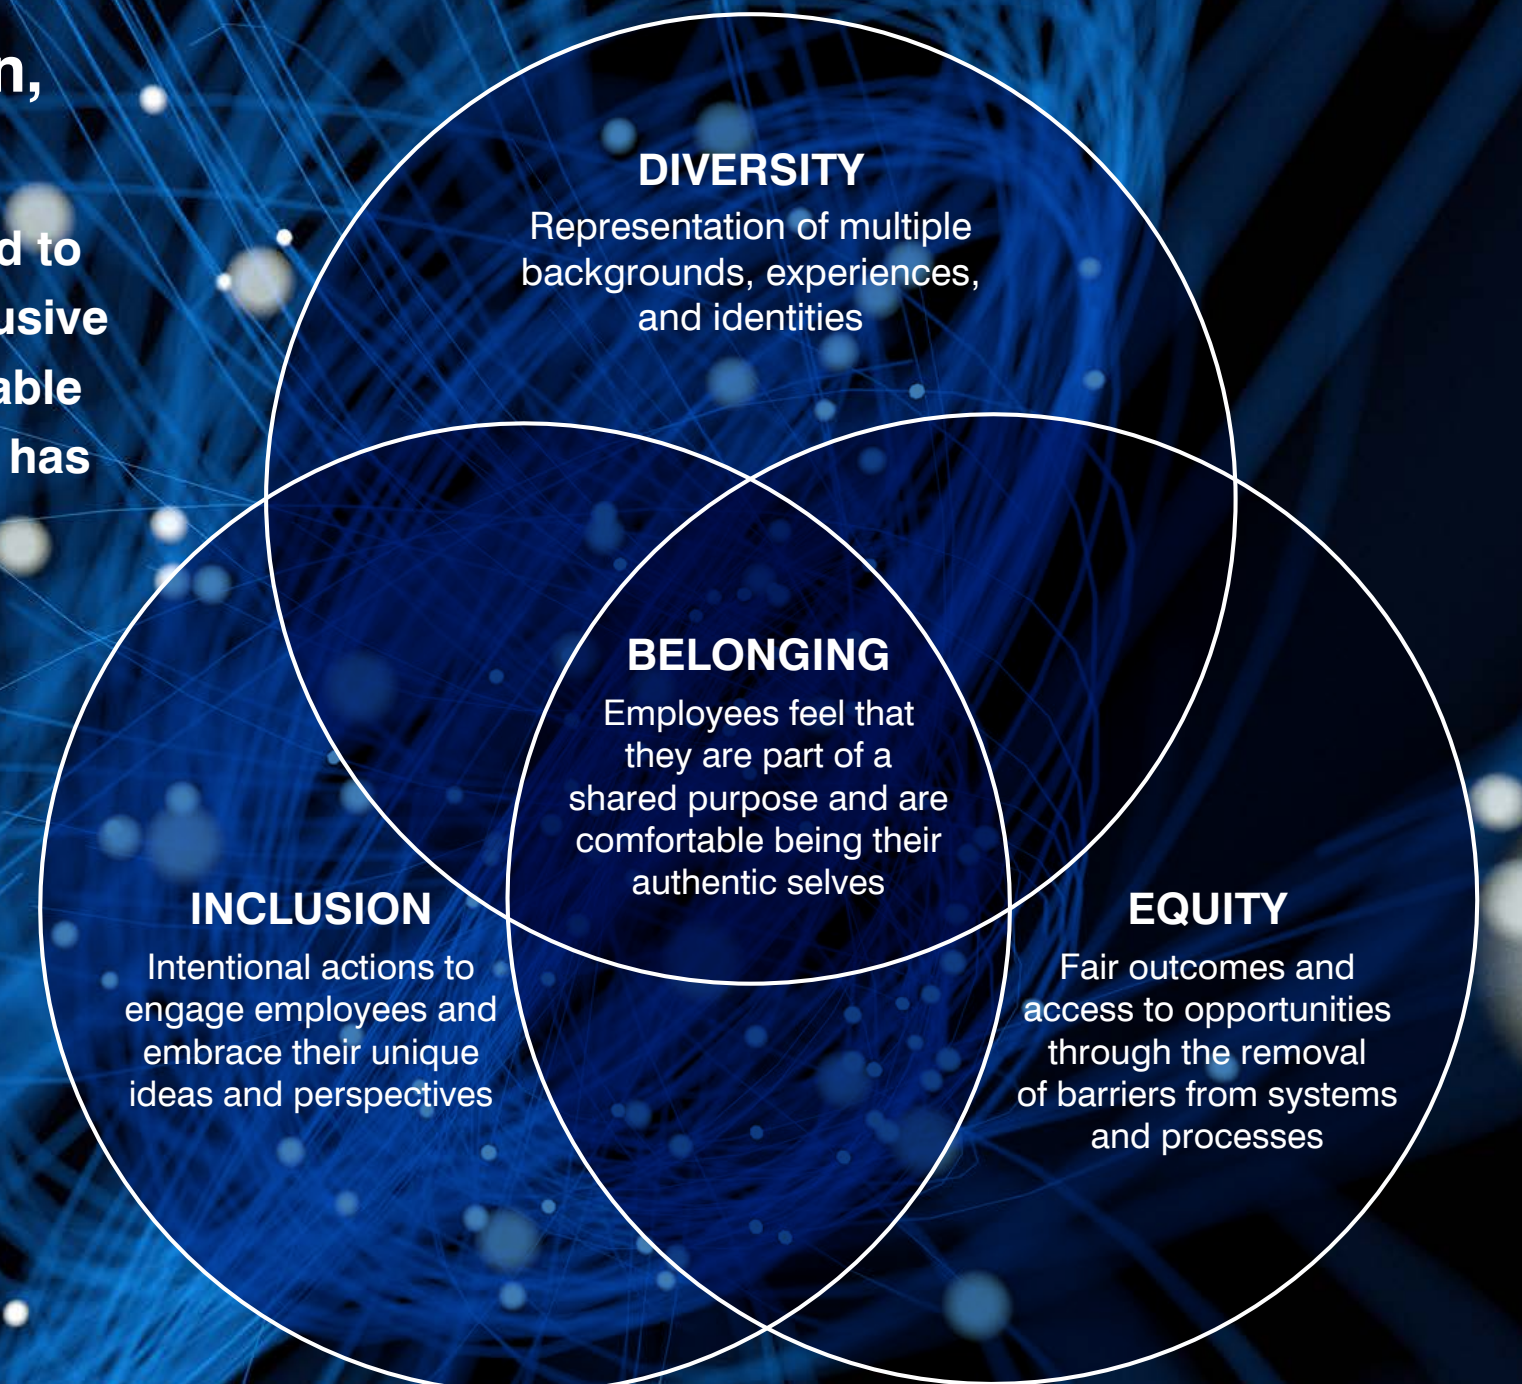 n,
d to
usive
able
has
DIVERSITY
Representation of multiple
backgrounds, experiences,
and identities
BELONGING
Employees feel that
they are part of a
shared purpose and are
comfortable being their
authentic selves
INCLUSION
Intentional actions to
engage employees and
embrace their unique
ideas and perspectives
EQUITY
Fair outcomes and
access to opportunities
through the removal
of barriers from systems
and processes